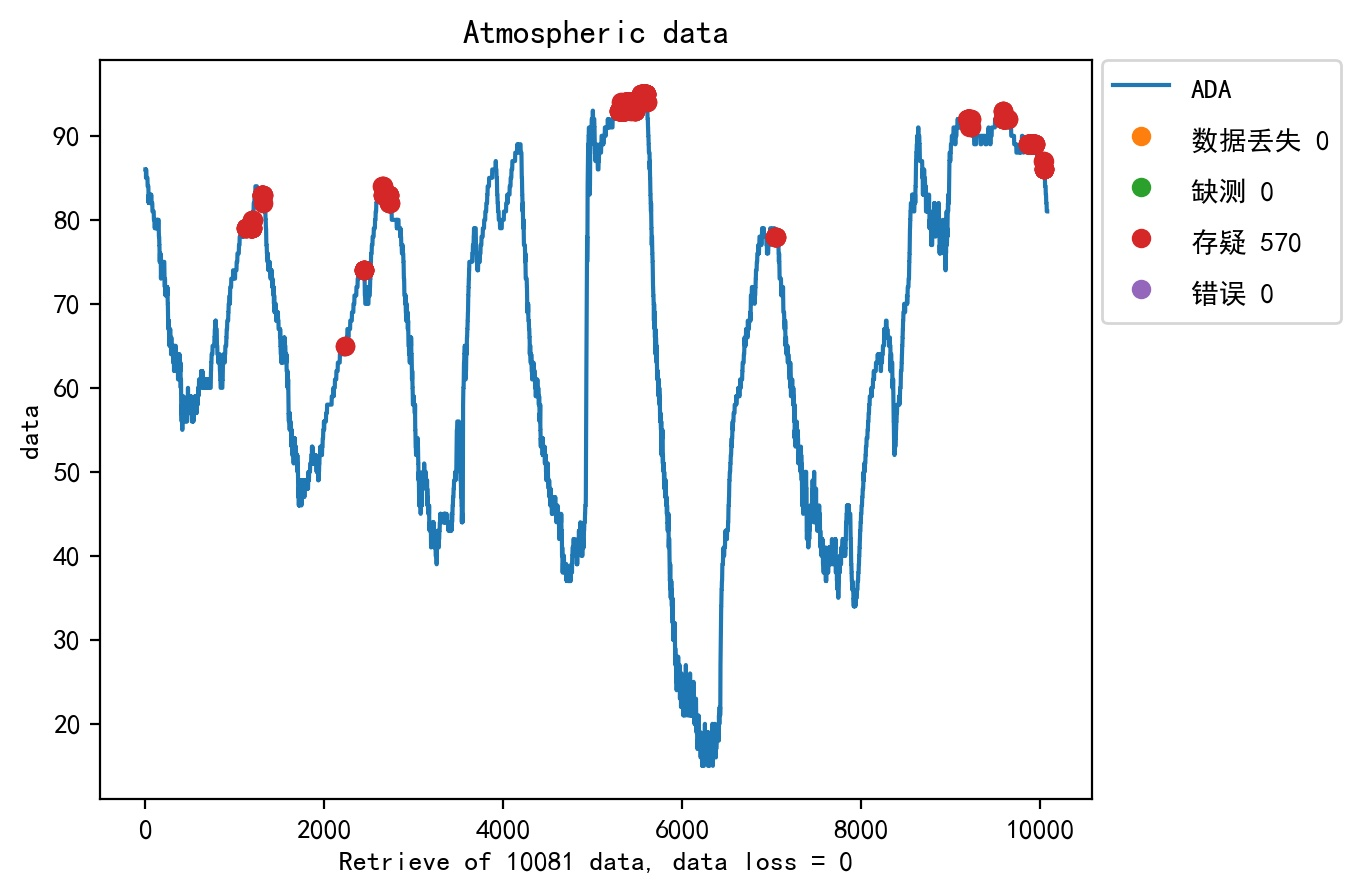 Atmospheric data
ADA
数据丢失 0
缺测 0
存疑 570
错误 0
data
90
80
70
60
50
40
30
20
0 2000 4000 6000 8000 10000
Retrieve of 10081 data, data loss = 0